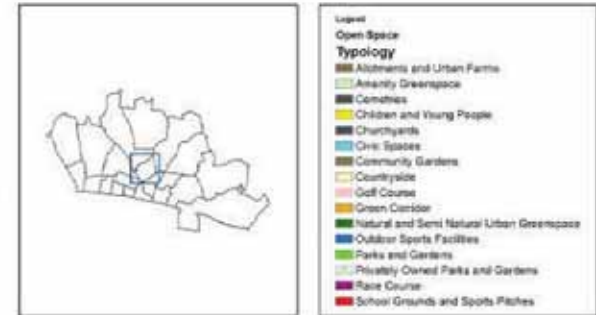 Legend
Open Space
Typology
Allotments and Urban Farms
Amenity Greenspace
Cemetries
Children and Young People
Churchyards
Civic Spaces
Community Gardens
Countryside
Golf Course
Green Corridor
Natural and Semi Natural Urban Greenspace
Outdoor Sports Facilities
Parks and Gardens
Privately Owned Parks and Gardens
Race Course
School Grounds and Sports Pitches